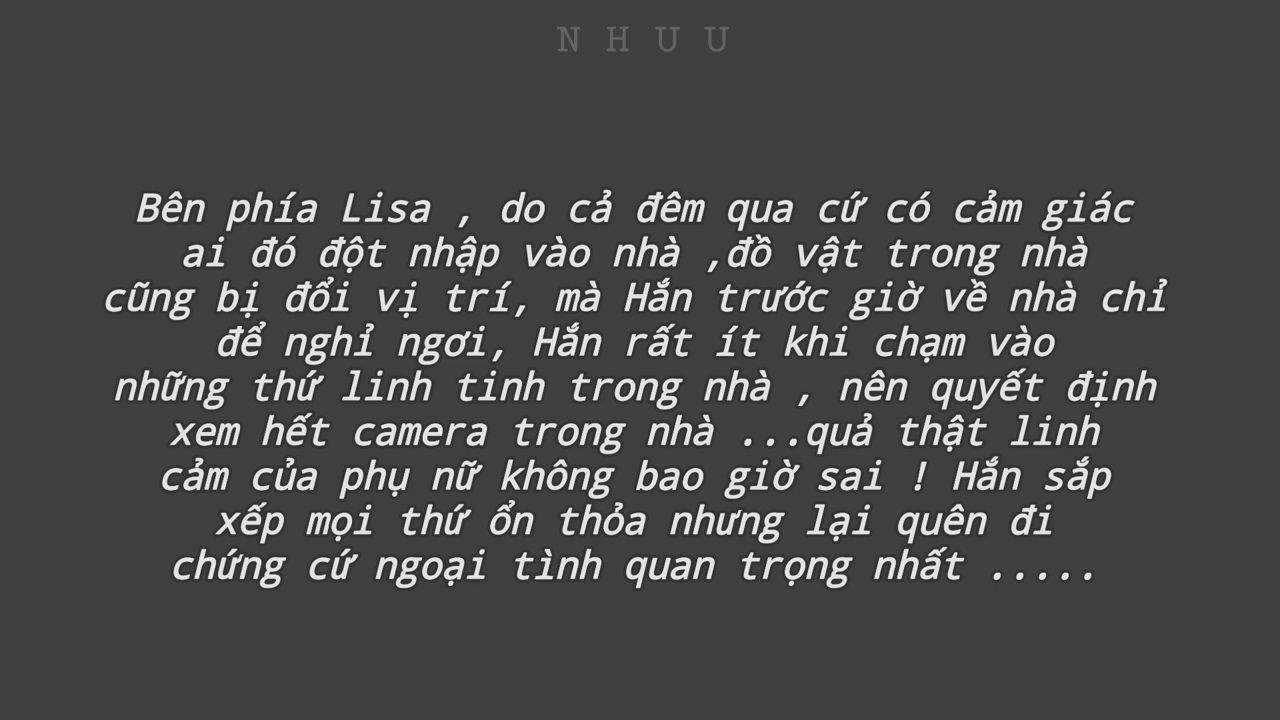 N H U U
Bên phía Lisa , do cả đêm qua cứ có cảm giác
ai đó đột nhập vào nhà ,đồ vật trong nhà
cũng bị đổi vị trí, mà Hắn trước giờ về nhà chỉ
để nghỉ ngơi, Hắn rất ít khi chạm vào
những thứ linh tinh trong nhà , nên quyết định
xem hết camera trong nhà ...quả thật linh
cảm của phụ nữ không bao giờ sai ! Hắn sắp
xếp mọi thứ ổn thỏa nhưng lại quên đi
chứng cứ ngoại tình quan trọng nhất .....